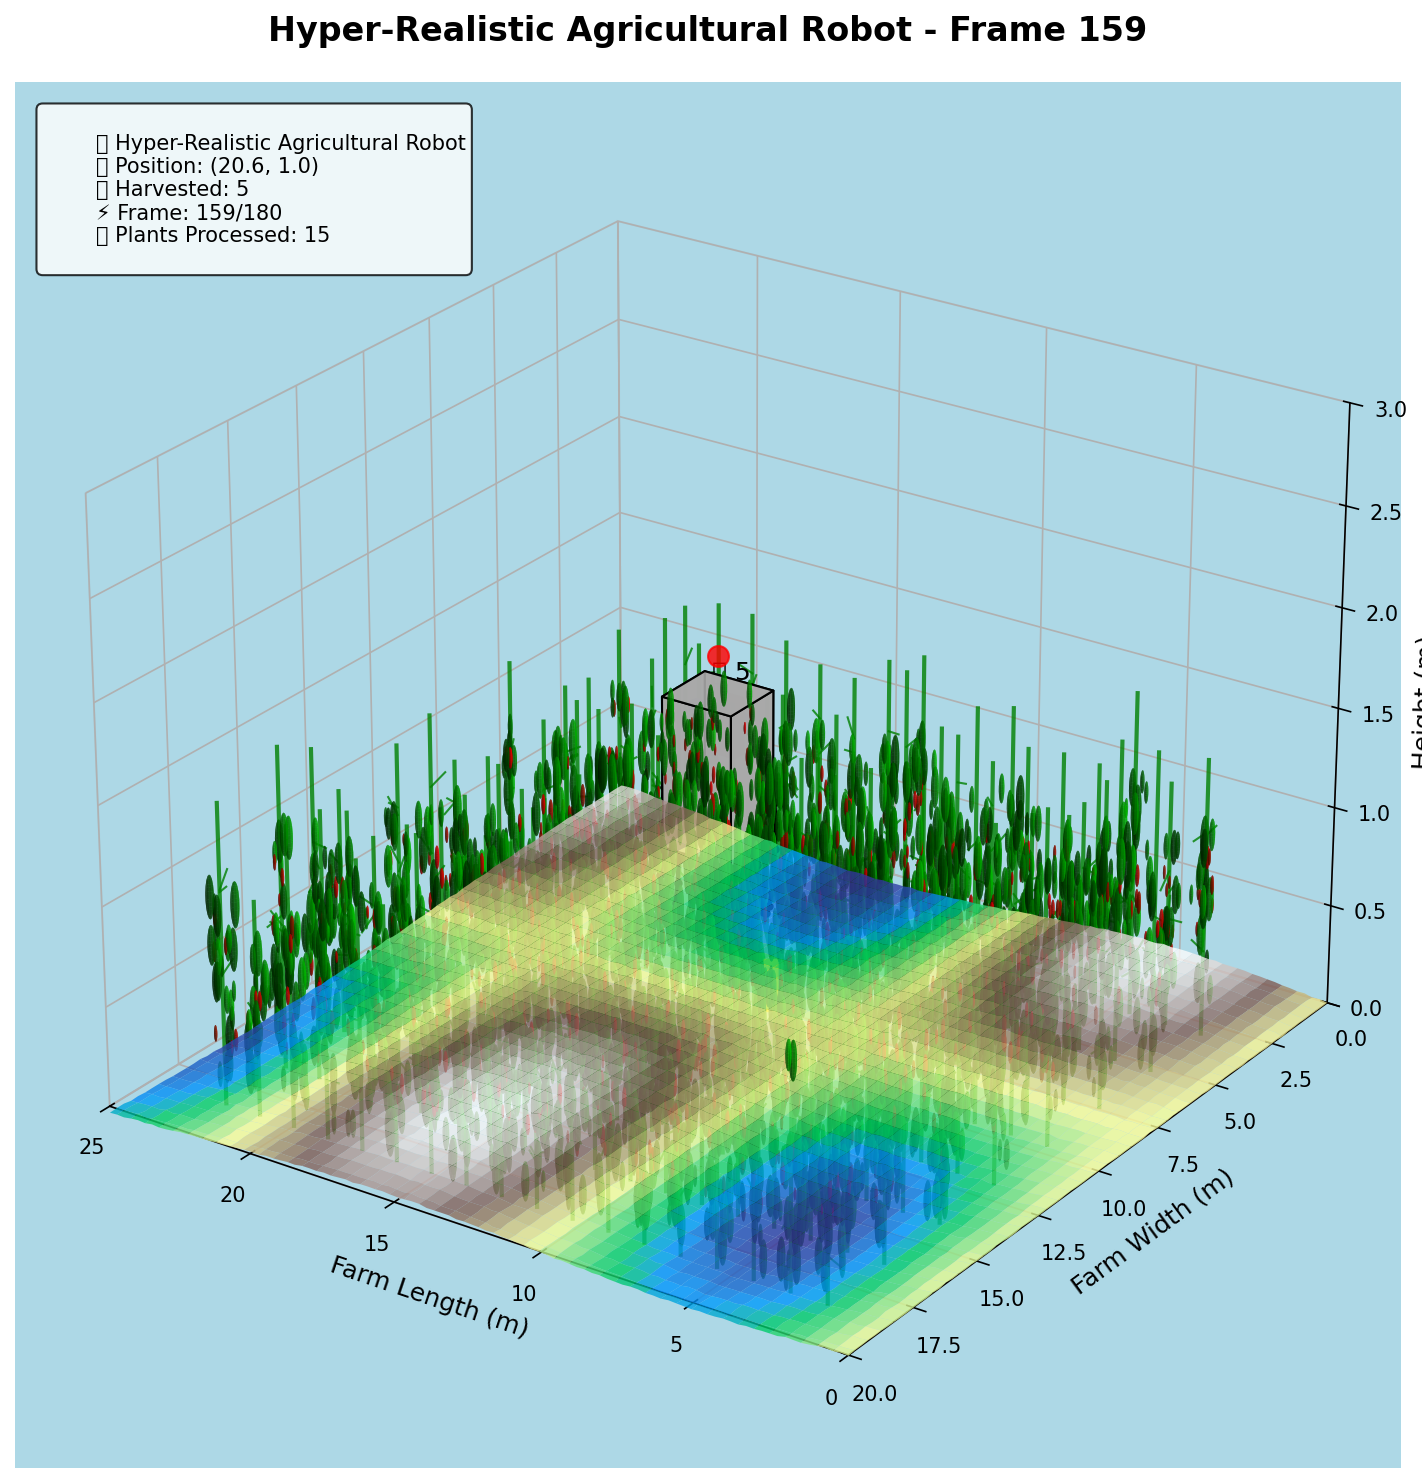 Hyper-Realistic Agricultural Robot - Frame 159
Hyper-Realistic Agricultural Robot
Position: (20.6, 1.0)
Harvested: 5
⚡ Frame: 159/180
Plants Processed: 15
5
3.0
2.5
2.0
1.5
1.0
0.5
0.0
Height (m)
0.0
2.5
5.0
7.5
10.0
12.5
15.0
17.5
20.0
Farm Width (m)
25
20
15
10
5
0
Farm Length (m)